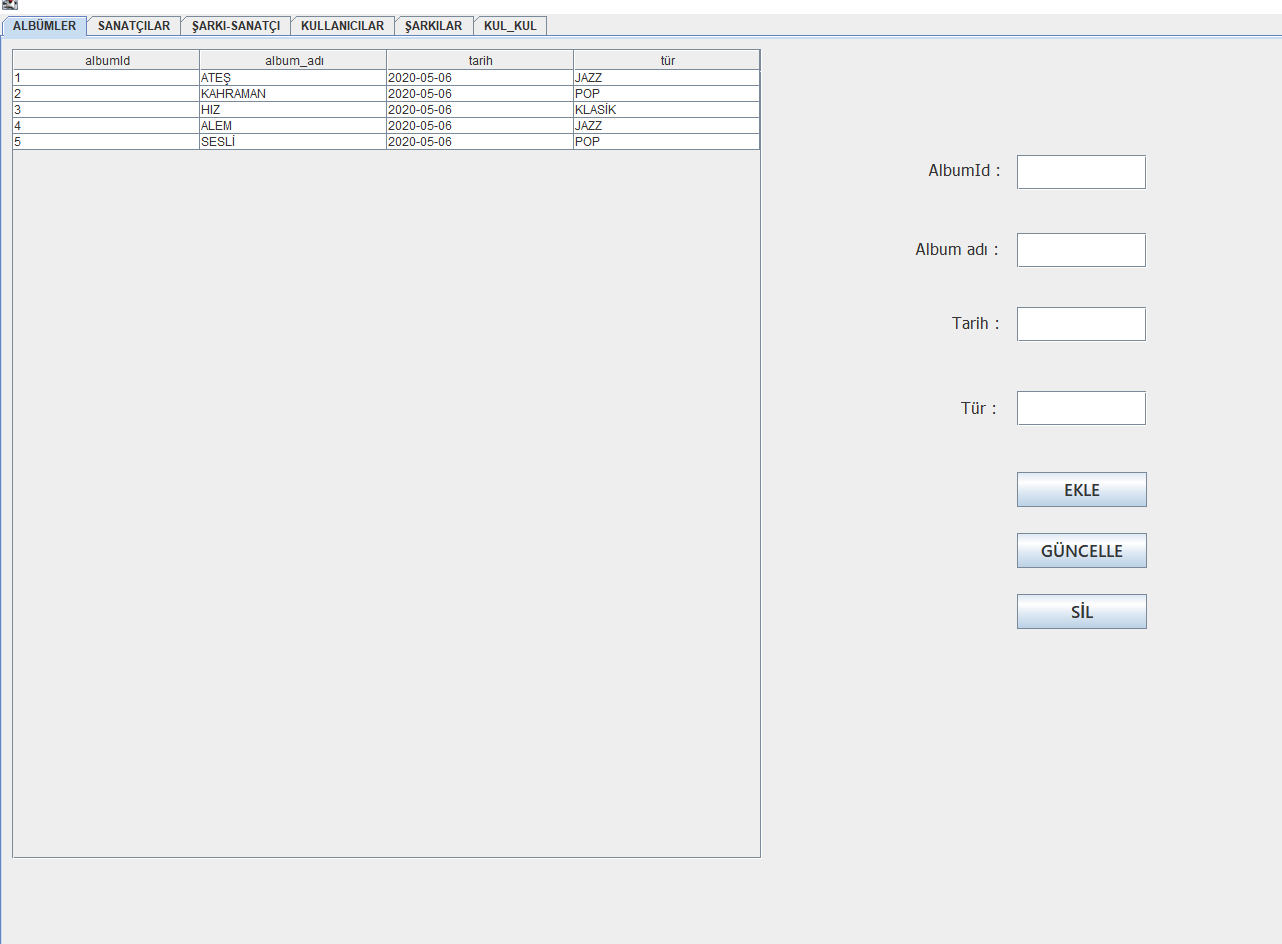 ALBÜMLER SANATÇILAR ŞARKI-SANATÇI KULLANICILAR ŞARKILAR KUL_KUL
albumId album_adı tarih tür
1 ATEŞ 2020-05-06 JAZZ
2 KAHRAMAN 2020-05-06 POP
3 HIZ 2020-05-06 KLASİK
4 ALEM 2020-05-06 JAZZ
5 SESLİ 2020-05-06 POP
AlbumId :
Album adı :
Tarih :
Tür :
EKLE
GÜNCELLE
SİL